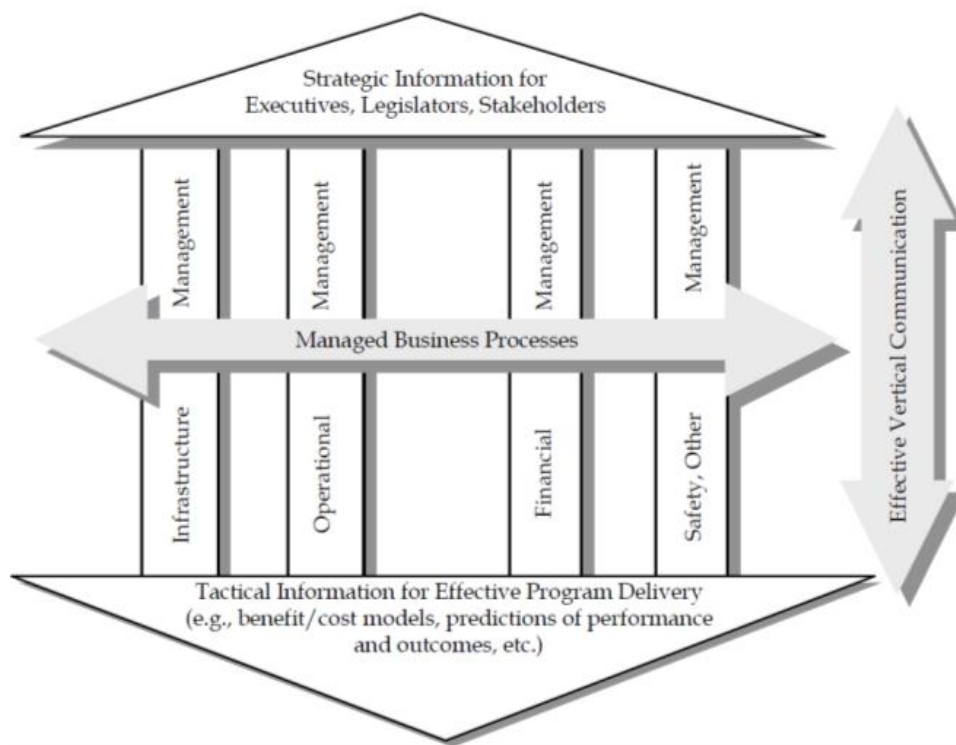 Strategic Information for
Executives, Legislators, Stakeholders
Management
Management
Management
Management
Managed Business Processes
Infrastructure
Operational
Financial
Safety, Other
Effective Vertical Communication
Tactical Information for Effective Program Delivery
(e.g., benefit/cost models, predictions of performance
and outcomes, etc.)